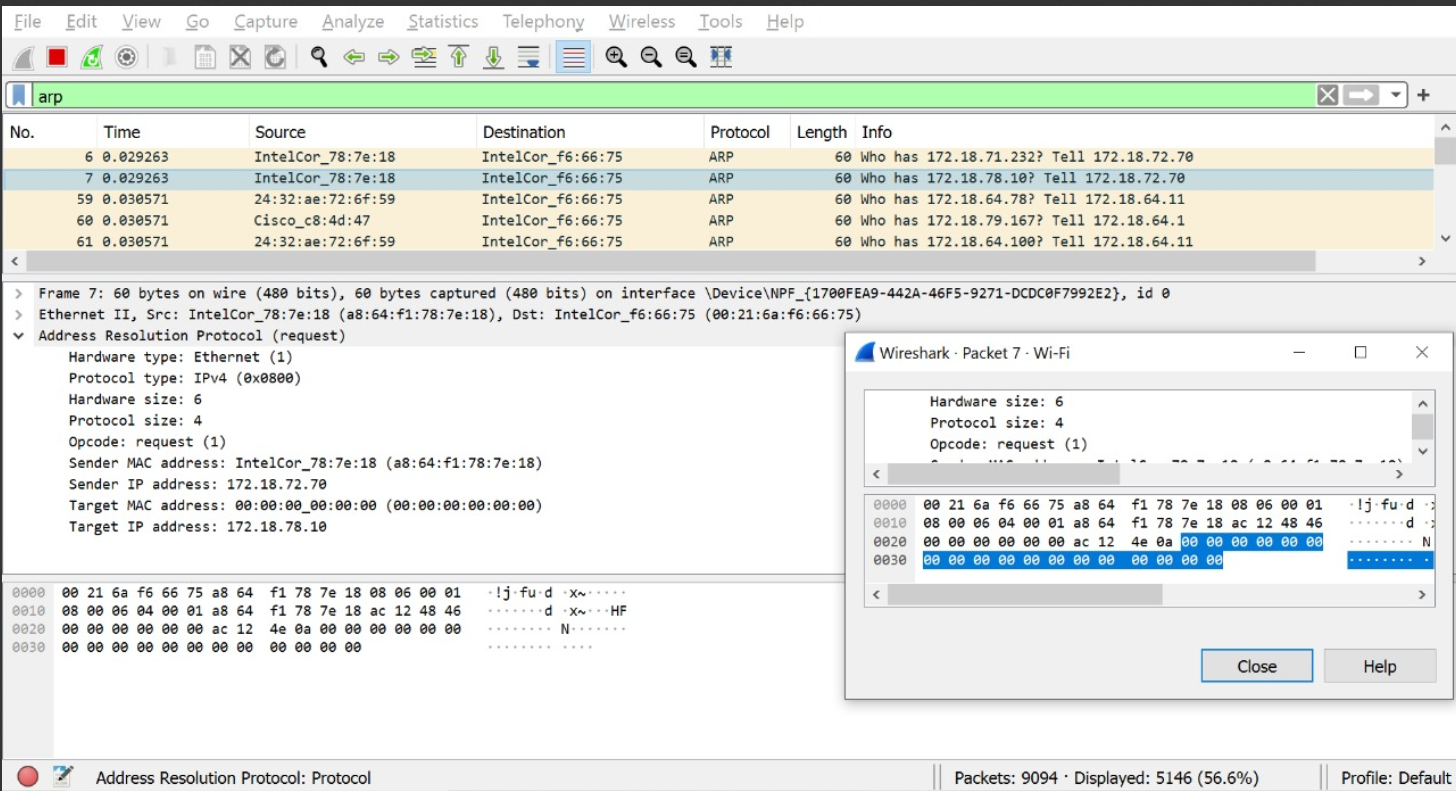 File Edit View Go Capture Analyze Statistics Telephony Wireless Tools Help
arp
No. Time Source Destination Protocol Length Info
6 0.029263 IntelCor_78:7e:18 IntelCor_f6:66:75 ARP 60 Who has 172.18.71.232? Tell 172.18.72.70
7 0.029263 IntelCor_78:7e:18 IntelCor_f6:66:75 ARP 60 Who has 172.18.78.10? Tell 172.18.72.70
59 0.030571 24:32:ae:72:6f:59 IntelCor_f6:66:75 ARP 60 Who has 172.18.64.78? Tell 172.18.64.11
60 0.030571 Cisco_c8:4d:47 IntelCor_f6:66:75 ARP 60 Who has 172.18.79.167? Tell 172.18.64.1
61 0.030571 24:32:ae:72:6f:59 IntelCor_f6:66:75 ARP 60 Who has 172.18.64.100? Tell 172.18.64.11
Frame 7: 60 bytes on wire (480 bits), 60 bytes captured (480 bits) on interface \Device\NPF_{1700FEA9-442A-46F5-9271-DCDC0F7992E2}, id 0
Ethernet II, Src: IntelCor_78:7e:18 (a8:64:f1:78:7e:18), Dst: IntelCor_f6:66:75 (00:21:6a:f6:66:75)
Address Resolution Protocol (request)
Hardware type: Ethernet (1)
Protocol type: IPv4 (0x0800)
Hardware size: 6
Protocol size: 4
Opcode: request (1)
Sender MAC address: IntelCor_78:7e:18 (a8:64:f1:78:7e:18)
Sender IP address: 172.18.72.70
Target MAC address: 00:00:00_00:00:00 (00:00:00:00:00:00)
Target IP address: 172.18.78.10
0000 00 21 6a f6 66 75 a8 64 f1 78 7e 18 08 06 00 01 ·!j·fu·d ·x~·····
0010 08 00 06 04 00 01 a8 64 f1 78 7e 18 ac 12 48 46 ·······d ·x~···HF
0020 00 00 00 00 00 00 ac 12 4e 0a 00 00 00 00 00 00 ········ N·······
0030 00 00 00 00 00 00 00 00 00 00 00 00 ········ ····
Wireshark · Packet 7 · Wi-Fi
Hardware size: 6
Protocol size: 4
Opcode: request (1)
0000 00 21 6a f6 66 75 a8 64 f1 78 7e 18 08 06 00 01 ·!j·fu·d ·
0010 08 00 06 04 00 01 a8 64 f1 78 7e 18 ac 12 48 46 ·······d ·
0020 00 00 00 00 00 00 ac 12 4e 0a 00 00 00 00 00 00 ········ N
0030 00 00 00 00 00 00 00 00 00 00 00 00 ········ ·
Close Help
Address Resolution Protocol: Protocol Packets: 9094 · Displayed: 5146 (56.6%) Profile: Default